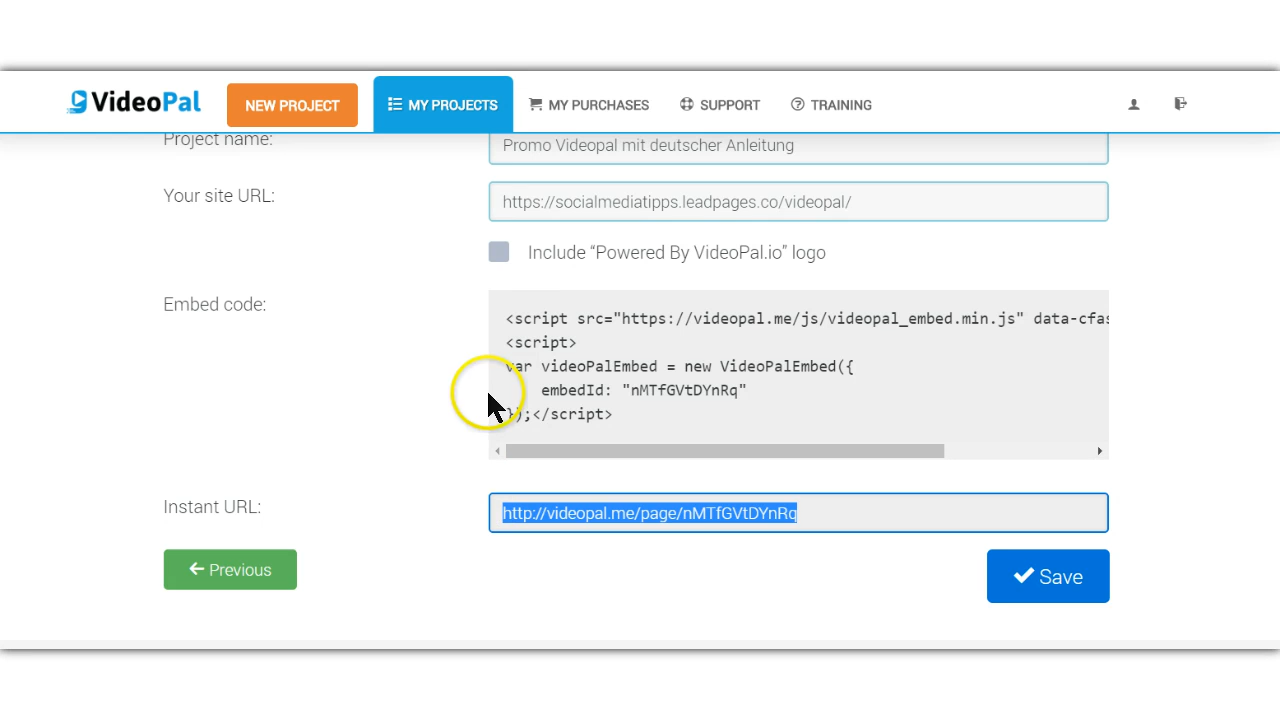 VideoPal NEW PROJECT MY PROJECTS MY PURCHASES SUPPORT TRAINING
Project name: Promo Videopal mit deutscher Anleitung
Your site URL: https://socialmediatipps.leadpages.co/videopal/
Include “Powered By VideoPal.io” logo
Embed code:
<script src="https://videopal.me/js/videopal_embed.min.js" data-cfas
<script>
var videoPalEmbed = new VideoPalEmbed({
embedId: "nMTfGVtDYnRq"
});</script>
Instant URL: http://videopal.me/page/nMTfGVtDYnRq
Previous Save